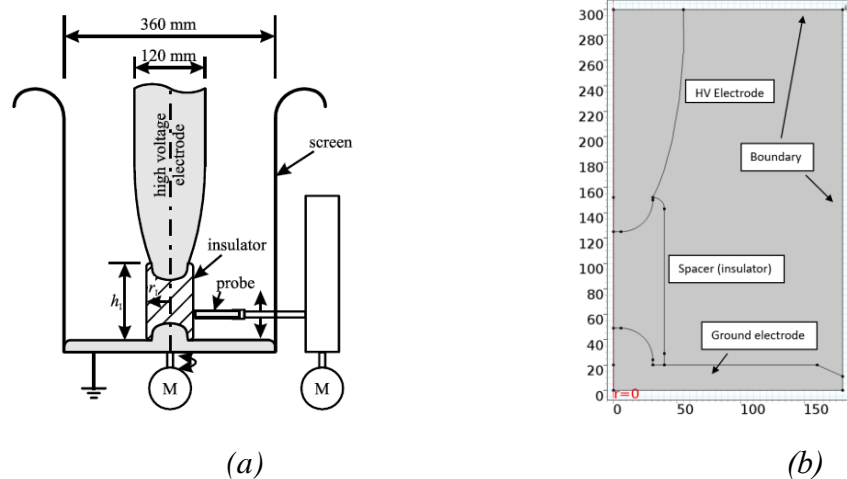 360 mm
120 mm
high voltage
electrode
screen
insulator
probe
hI
rI
M
M
(a)
300
280
260
240
220
200
180
160
140
120
100
80
60
40
20
0
r=0
0
50
100
150
HV Electrode
Boundary
Spacer (insulator)
Ground electrode
(b)